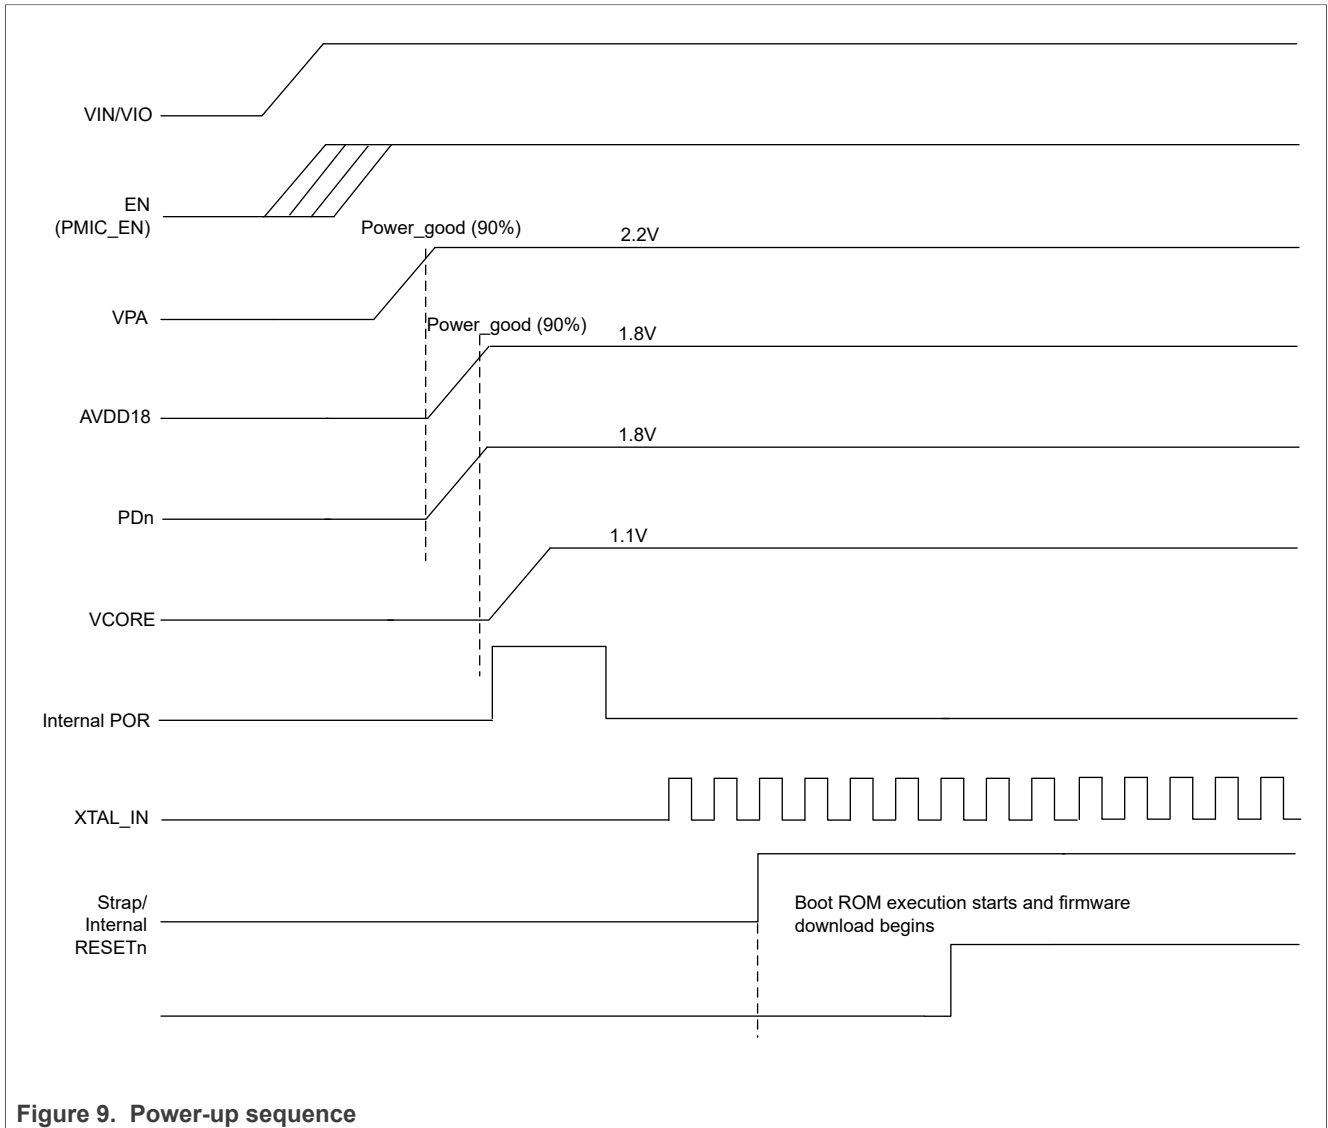 VIN/VIO
EN
(PMIC_EN)
Power_good (90%)
2.2V
VPA
Power_good (90%)
1.8V
AVDD18
1.8V
PDn
1.1V
VCORE
Internal POR
XTAL_IN
Strap/
Internal
RESETn
Boot ROM execution starts and firmware
download begins
Figure 9. Power-up sequence